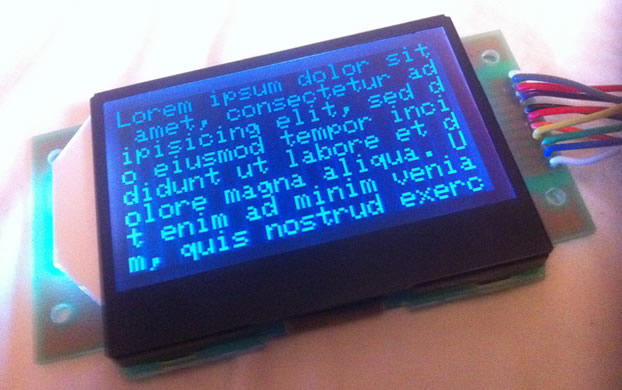 Lorem ipsum dolor sit
amet, consectetur ad
ipisicing elit, sed d
o eiusmod tempor inci
didunt ut labore et d
olore magna aliqua. U
t enim ad minim venia
m, quis nostrud exerc